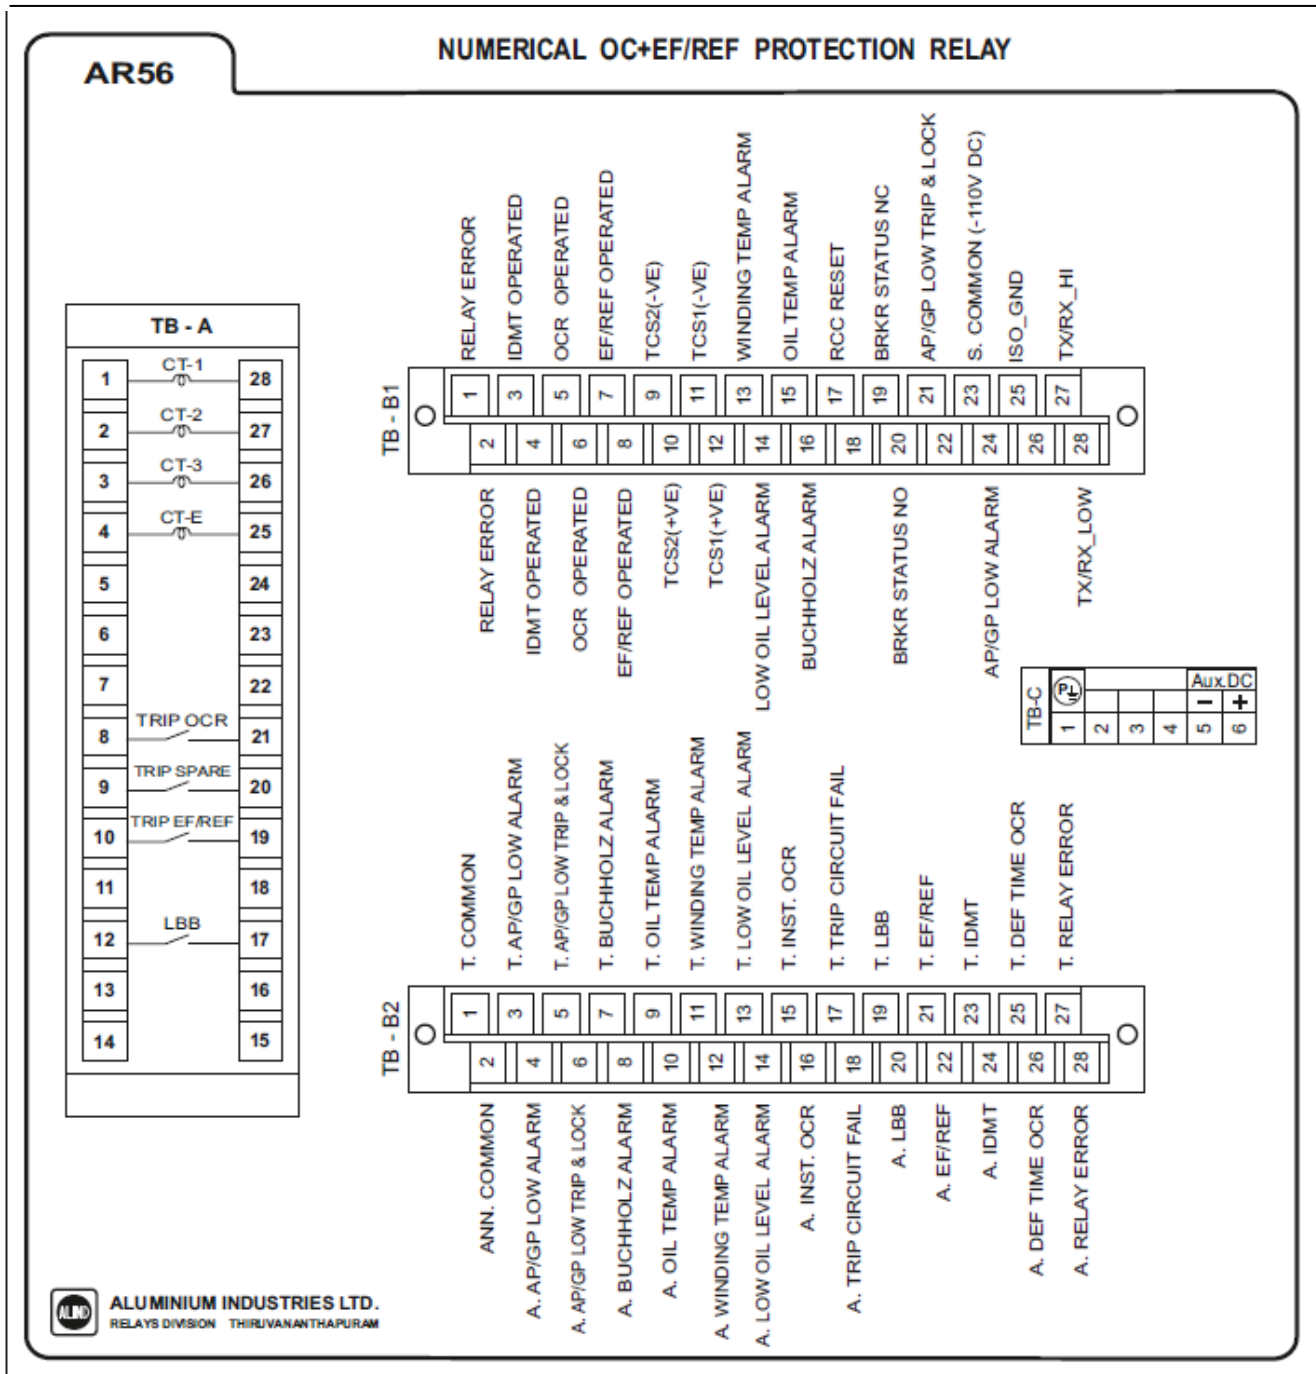 NUMERICAL OC+EF/REF PROTECTION RELAY
AR56
TB - A
1 CT-1 28
2 CT-2 27
3 CT-3 26
4 CT-E 25
5 24
6 23
7 22
8 TRIP OCR 21
9 TRIP SPARE 20
10 TRIP EF/REF 19
11 18
12 LBB 17
13 16
14 15
TB - B1
RELAY ERROR
IDMT OPERATED
OCR OPERATED
EF/REF OPERATED
TCS2(-VE)
TCS1(-VE)
WINDING TEMP ALARM
OIL TEMP ALARM
RCC RESET
BRKR STATUS NC
AP/GP LOW TRIP & LOCK
S. COMMON (-110V DC)
ISO_GND
TX/RX_HI
1 3 5 7 9 11 13 15 17 19 21 23 25 27
2 4 6 8 10 12 14 16 18 20 22 24 26 28
RELAY ERROR
IDMT OPERATED
OCR OPERATED
EF/REF OPERATED
TCS2(+VE)
TCS1(+VE)
LOW OIL LEVEL ALARM
BUCHHOLZ ALARM
BRKR STATUS NO
AP/GP LOW ALARM
TX/RX_LOW
TB-C
P
Aux.DC
− +
1 2 3 4 5 6
TB - B2
T. COMMON
T. AP/GP LOW ALARM
T. AP/GP LOW TRIP & LOCK
T. BUCHHOLZ ALARM
T. OIL TEMP ALARM
T. WINDING TEMP ALARM
T. LOW OIL LEVEL ALARM
T. INST. OCR
T. TRIP CIRCUIT FAIL
T. LBB
T. EF/REF
T. IDMT
T. DEF TIME OCR
T. RELAY ERROR
1 3 5 7 9 11 13 15 17 19 21 23 25 27
2 4 6 8 10 12 14 16 18 20 22 24 26 28
ANN. COMMON
A. AP/GP LOW ALARM
A. AP/GP LOW TRIP & LOCK
A. BUCHHOLZ ALARM
A. OIL TEMP ALARM
A. WINDING TEMP ALARM
A. LOW OIL LEVEL ALARM
A. INST. OCR
A. TRIP CIRCUIT FAIL
A. LBB
A. EF/REF
A. IDMT
A. DEF TIME OCR
A. RELAY ERROR
ALIND
ALUMINIUM INDUSTRIES LTD.
RELAYS DIVISION THIRUVANANTHAPURAM